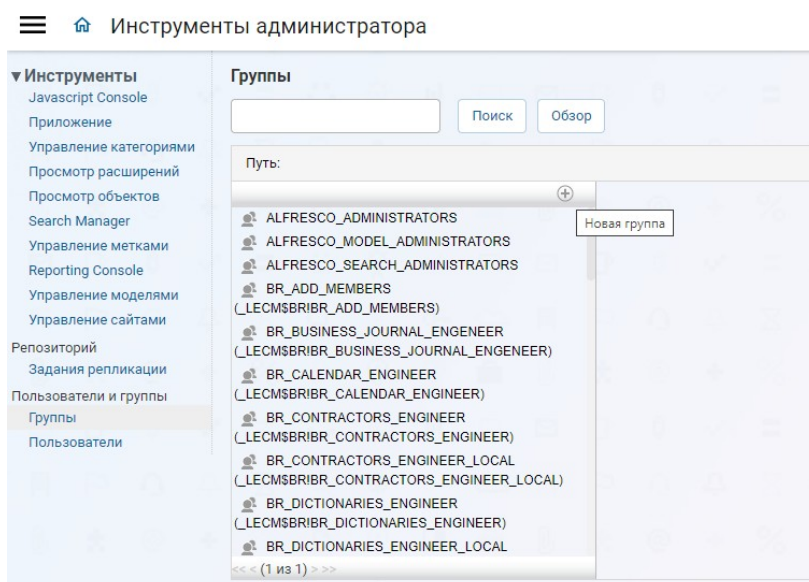 Инструменты администратора
▼Инструменты
Javascript Console
Приложение
Управление категориями
Просмотр расширений
Просмотр объектов
Search Manager
Управление метками
Reporting Console
Управление моделями
Управление сайтами
Репозиторий
Задания репликации
Пользователи и группы
Группы
Пользователи
Группы
Поиск
Обзор
Путь:
Новая группа
ALFRESCO_ADMINISTRATORS
ALFRESCO_MODEL_ADMINISTRATORS
ALFRESCO_SEARCH_ADMINISTRATORS
BR_ADD_MEMBERS
(_LECM$BR!BR_ADD_MEMBERS)
BR_BUSINESS_JOURNAL_ENGENEER
(_LECM$BR!BR_BUSINESS_JOURNAL_ENGENEER)
BR_CALENDAR_ENGINEER
(_LECM$BR!BR_CALENDAR_ENGINEER)
BR_CONTRACTORS_ENGINEER
(_LECM$BR!BR_CONTRACTORS_ENGINEER)
BR_CONTRACTORS_ENGINEER_LOCAL
(_LECM$BR!BR_CONTRACTORS_ENGINEER_LOCAL)
BR_DICTIONARIES_ENGINEER
(_LECM$BR!BR_DICTIONARIES_ENGINEER)
BR_DICTIONARIES_ENGINEER_LOCAL
<< < (1 из 1) > >>